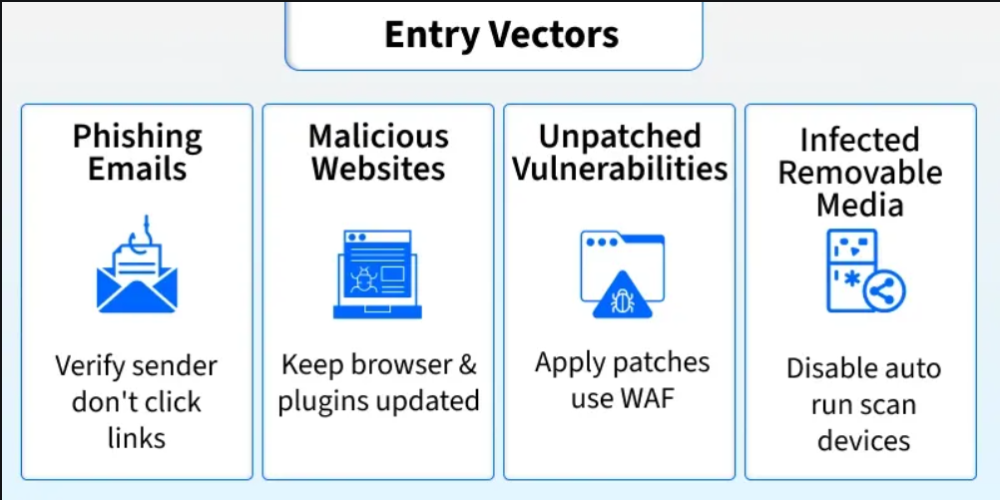 Entry Vectors
Phishing
Emails
Verify sender
don't click
links
Malicious
Websites
Keep browser &
plugins updated
Unpatched
Vulnerabilities
Apply patches
use WAF
Infected
Removable
Media
Disable auto
run scan
devices